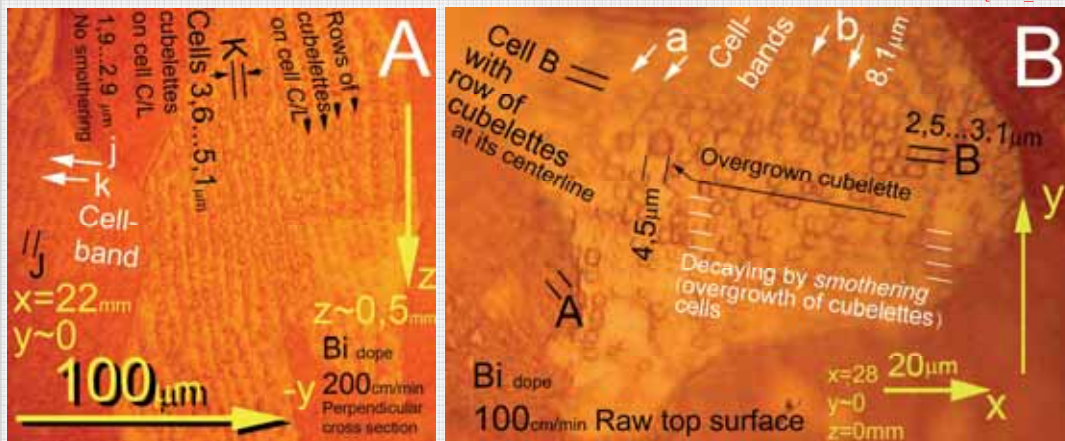 1,9...2,9 μm
No smothering
cubelettes
on cell C/L
Cells 3,6...5,1μm
K
Rows of
cubelettes
on cell C/L
A
j
k
Cell-
band
J
x=22mm
y~0
z
z~0,5mm
100μm
-y
Bi dope
200cm/min
Perpendicular
cross section
Cell B
with
row of
cubelettes
at its centerline
a
Cell-
bands
b
8,1μm
B
2,5...3.1μm
B
Overgrown cubelette
4,5μm
y
A
Decaying by smothering
(overgrowth of cubelettes)
cells
Bi dope
100cm/min Raw top surface
x=28
y~0
z=0mm
20μm
x